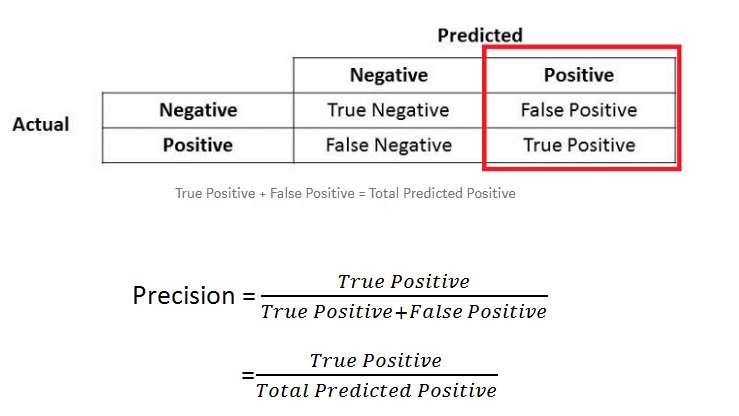 Predicted
Negative Positive
Actual Negative True Negative False Positive
Positive False Negative True Positive
True Positive + False Positive = Total Predicted Positive
Precision = True Positive
True Positive+False Positive
= True Positive
Total Predicted Positive